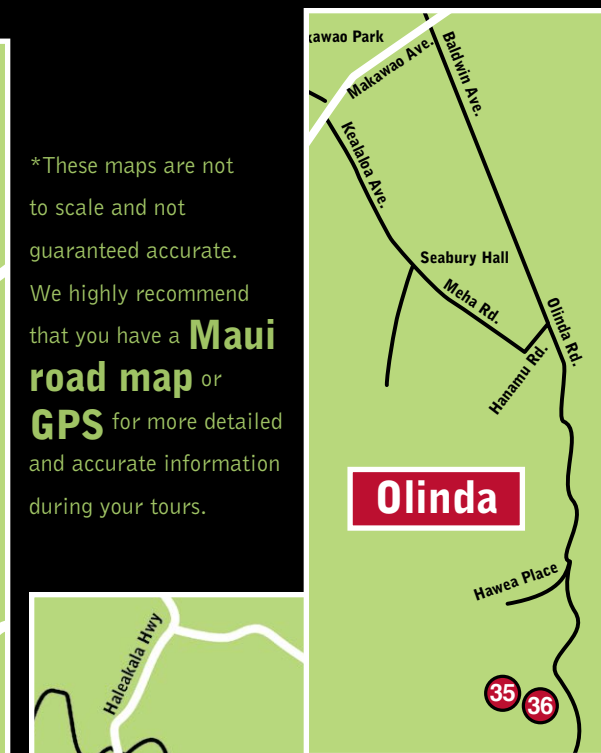 *These maps are not
to scale and not
guaranteed accurate.
We highly recommend
that you have a Maui
road map or
GPS for more detailed
and accurate information
during your tours.
Park
Makawao Ave.
Baldwin Ave.
Kealaloa Ave.
Seabury Hall
Meha Rd.
Olinda Rd.
Hanamu Rd.
Olinda
Hawea Place
35
36
Haleakala Hwy